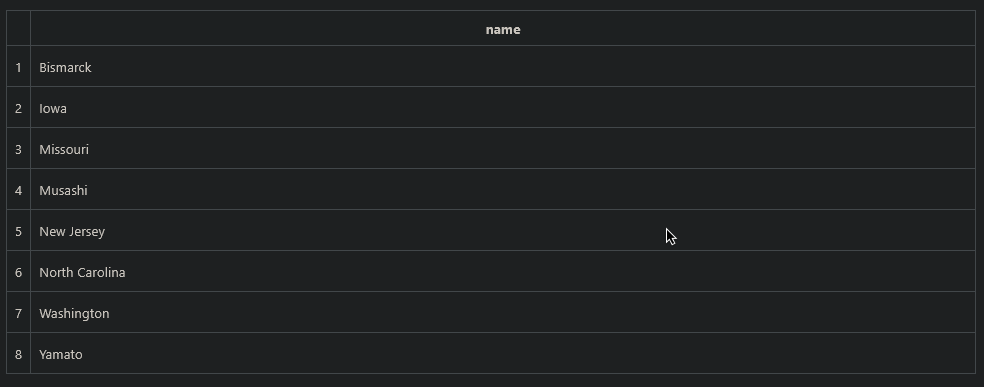 name
1 Bismarck
2 Iowa
3 Missouri
4 Musashi
5 New Jersey
6 North Carolina
7 Washington
8 Yamato